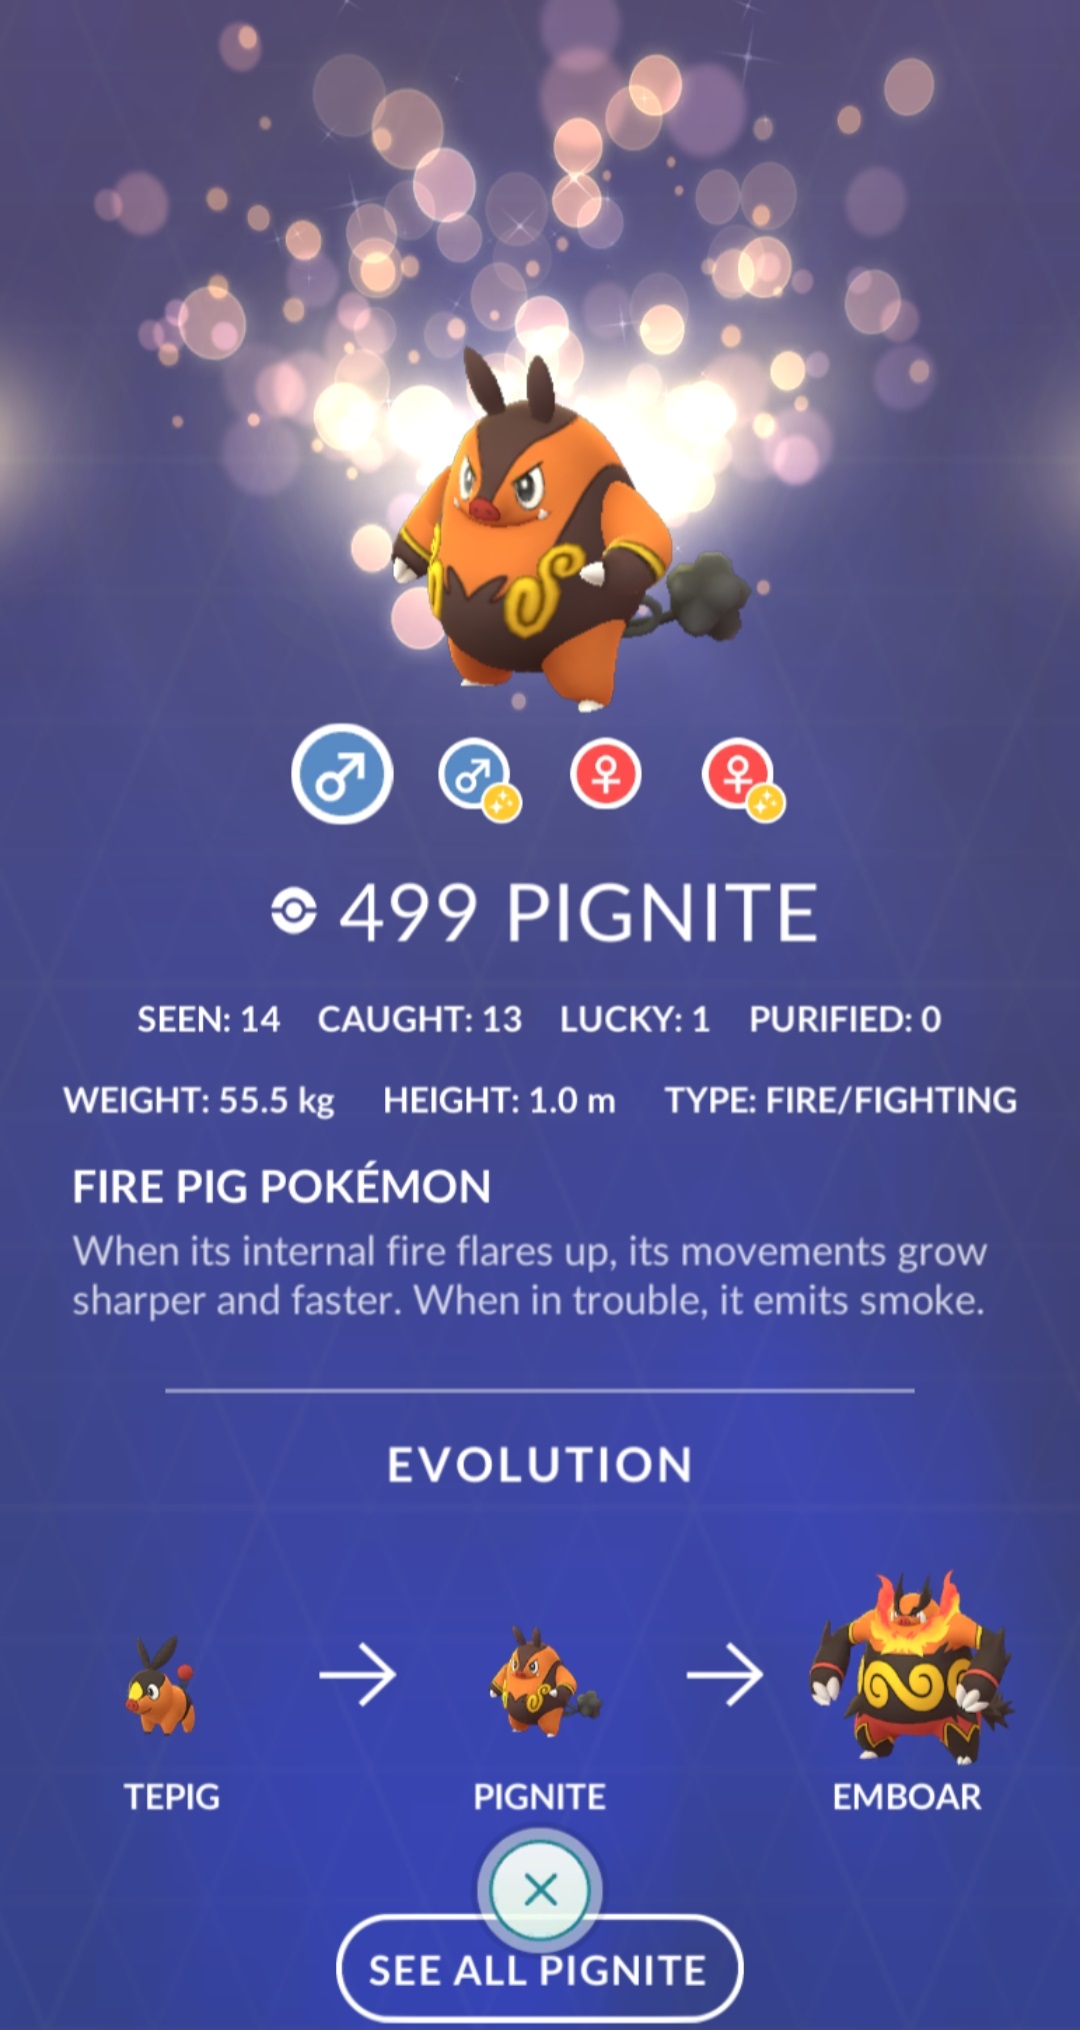 499 PIGNITE
SEEN: 14 CAUGHT: 13 LUCKY: 1 PURIFIED: 0
WEIGHT: 55.5 kg HEIGHT: 1.0 m TYPE: FIRE/FIGHTING
FIRE PIG POKÉMON
When its internal fire flares up, its movements grow
sharper and faster. When in trouble, it emits smoke.
EVOLUTION
TEPIG PIGNITE EMBOAR
SEE ALL PIGNITE